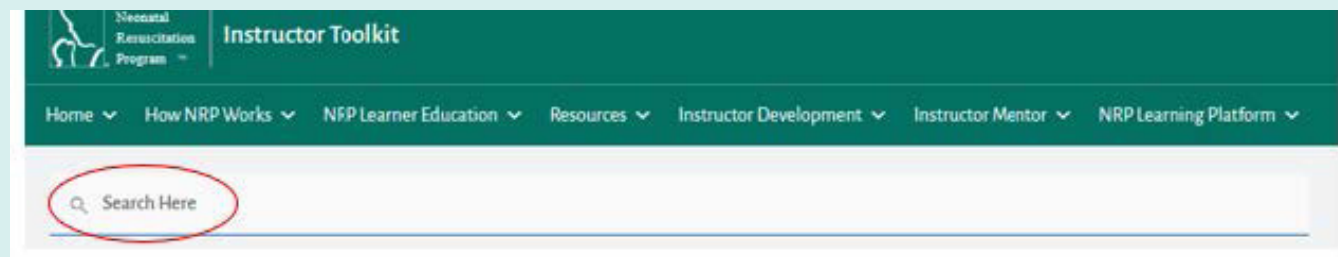 Neonatal
Resuscitation
Program ™
Instructor Toolkit
Home How NRP Works NRP Learner Education Resources Instructor Development Instructor Mentor NRP Learning Platform
Search Here